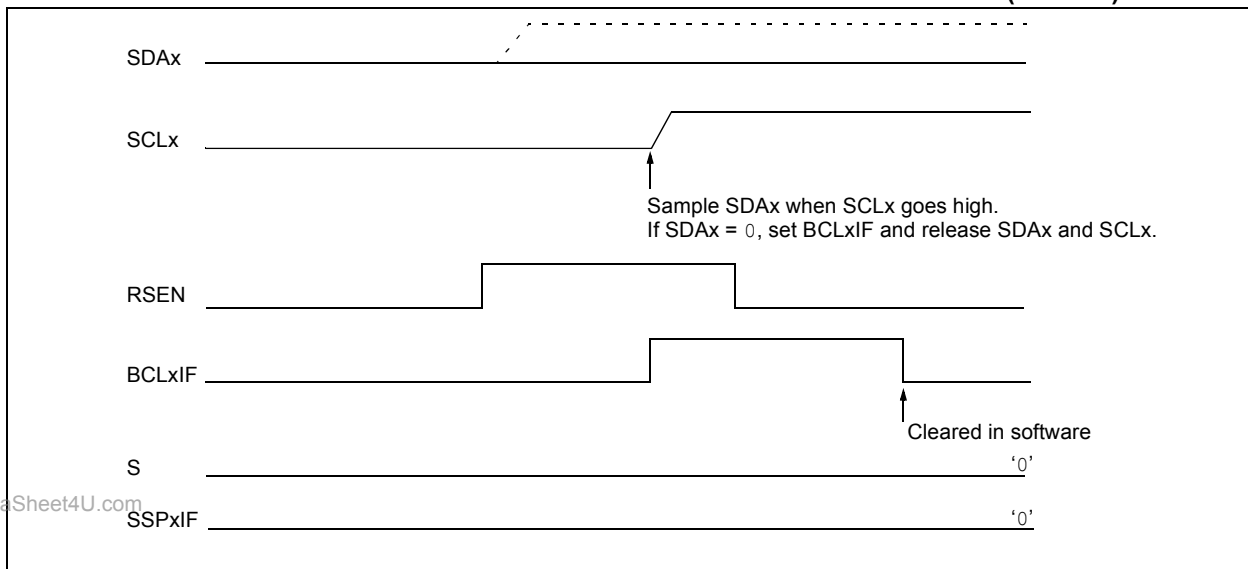 SDAx
SCLx
Sample SDAx when SCLx goes high.
If SDAx = 0, set BCLxIF and release SDAx and SCLx.
RSEN
BCLxIF
Cleared in software
S
‘0’
aSheet4U.com
SSPxIF
‘0’